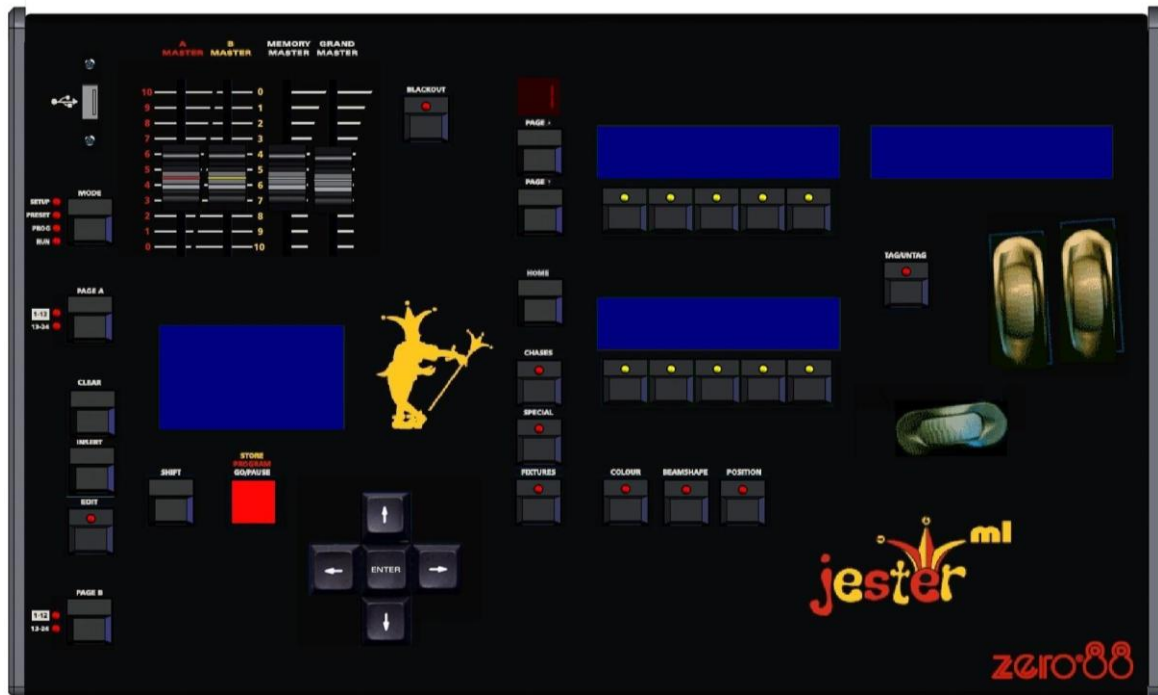 A MASTER
B MASTER
MEMORY MASTER
GRAND MASTER
10 0
9 1
8 2
7 3
6 4
5 5
4 6
3 7
2 8
1 9
0 10
BLACKOUT
PAGE
PAGE
MODE
SETUP
PRESET
PROG
RUN
PAGE A
1-12
13-24
HOME
TAG/UNTAG
CHASES
CLEAR
SPECIAL
INSERT
STORE
PROGRAM
GO/PAUSE
SHIFT
FIXTURES
COLOUR
BEAMSHAPE
POSITION
EDIT
ENTER
PAGE B
1-12
13-24
jester ml
zero·88